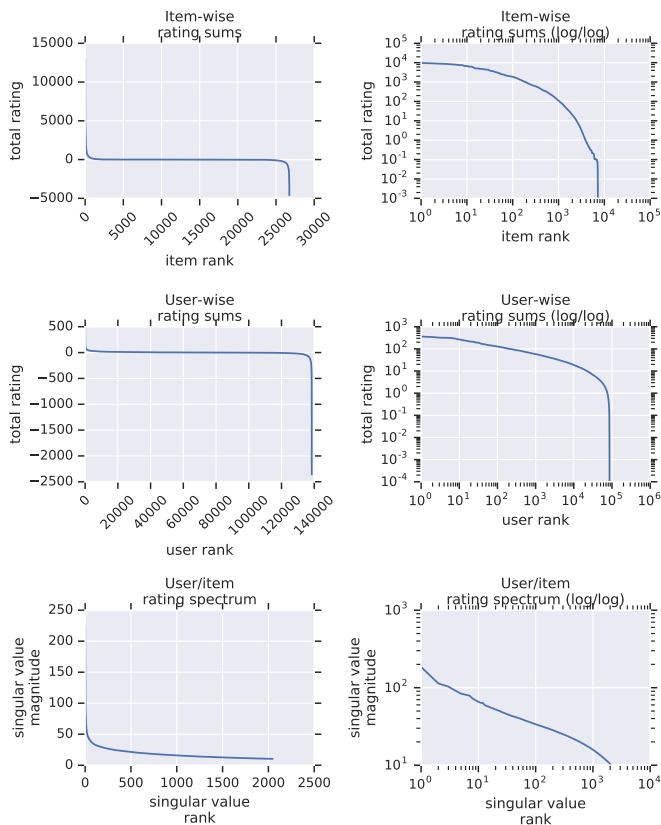 Item-wise
rating sums
15000
10000
5000
0
−5000
total rating
0
5000
10000
15000
20000
25000
30000
item rank
Item-wise
rating sums (log/log)
10^5
10^4
10^3
10^2
10^1
10^0
10^-1
10^-2
10^-3
total rating
10^0
10^1
10^2
10^3
10^4
10^5
item rank
User-wise
rating sums
500
0
−500
−1000
−1500
−2000
−2500
total rating
0
20000
40000
60000
80000
100000
120000
140000
user rank
User-wise
rating sums (log/log)
10^3
10^2
10^1
10^0
10^-1
10^-2
10^-3
10^-4
total rating
10^0
10^1
10^2
10^3
10^4
10^5
10^6
user rank
User/item
rating spectrum
250
200
150
100
50
0
singular value
magnitude
0
500
1000
1500
2000
2500
singular value
rank
User/item
rating spectrum (log/log)
10^3
10^2
10^1
singular value
magnitude
10^0
10^1
10^2
10^3
10^4
singular value
rank